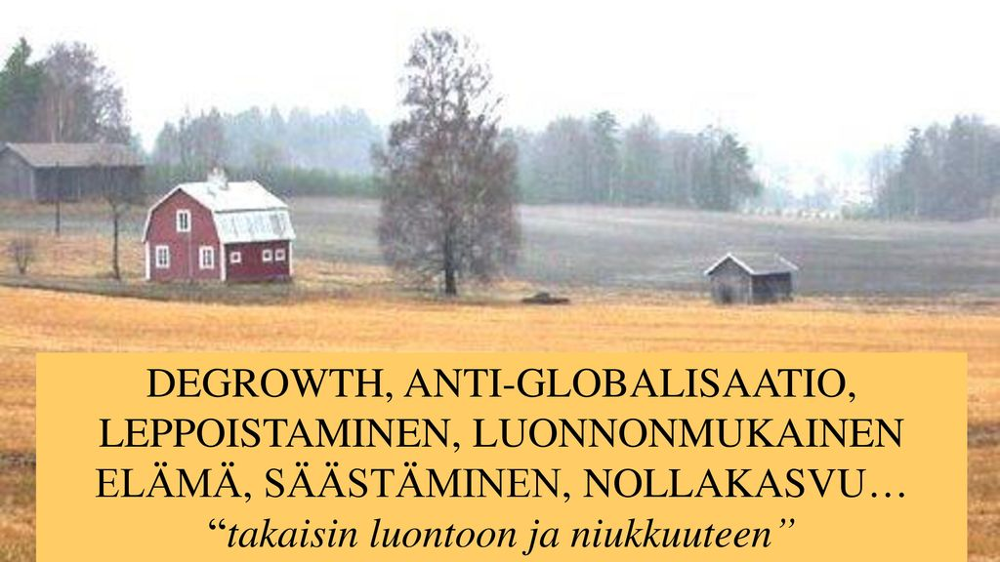 DEGROWTH, ANTI-GLOBALISAATIO,
LEPPOISTAMINEN, LUONNONMUKAINEN
ELÄMÄ, SÄÄSTÄMINEN, NOLLAKASVU…
“takaisin luontoon ja niukkuuteen”